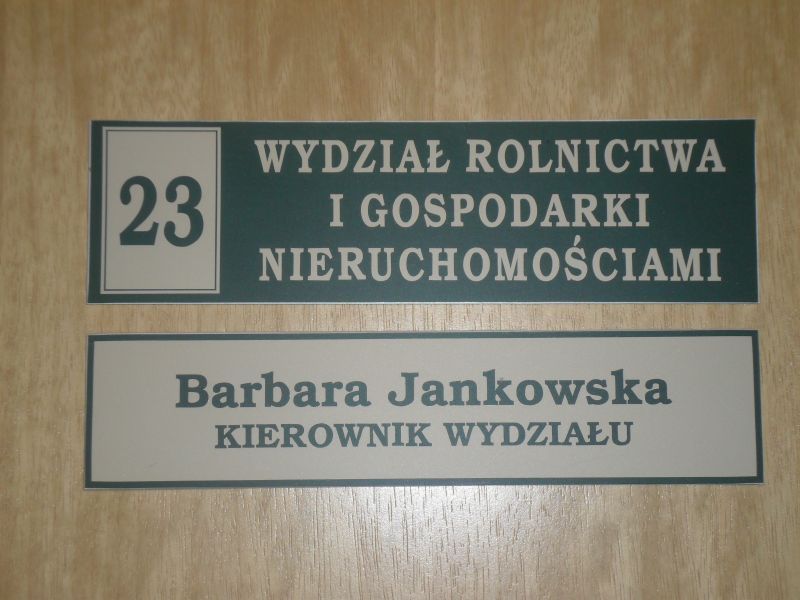 23
WYDZIAŁ ROLNICTWA
I GOSPODARKI
NIERUCHOMOŚCIAMI
Barbara Jankowska
KIEROWNIK WYDZIAŁU